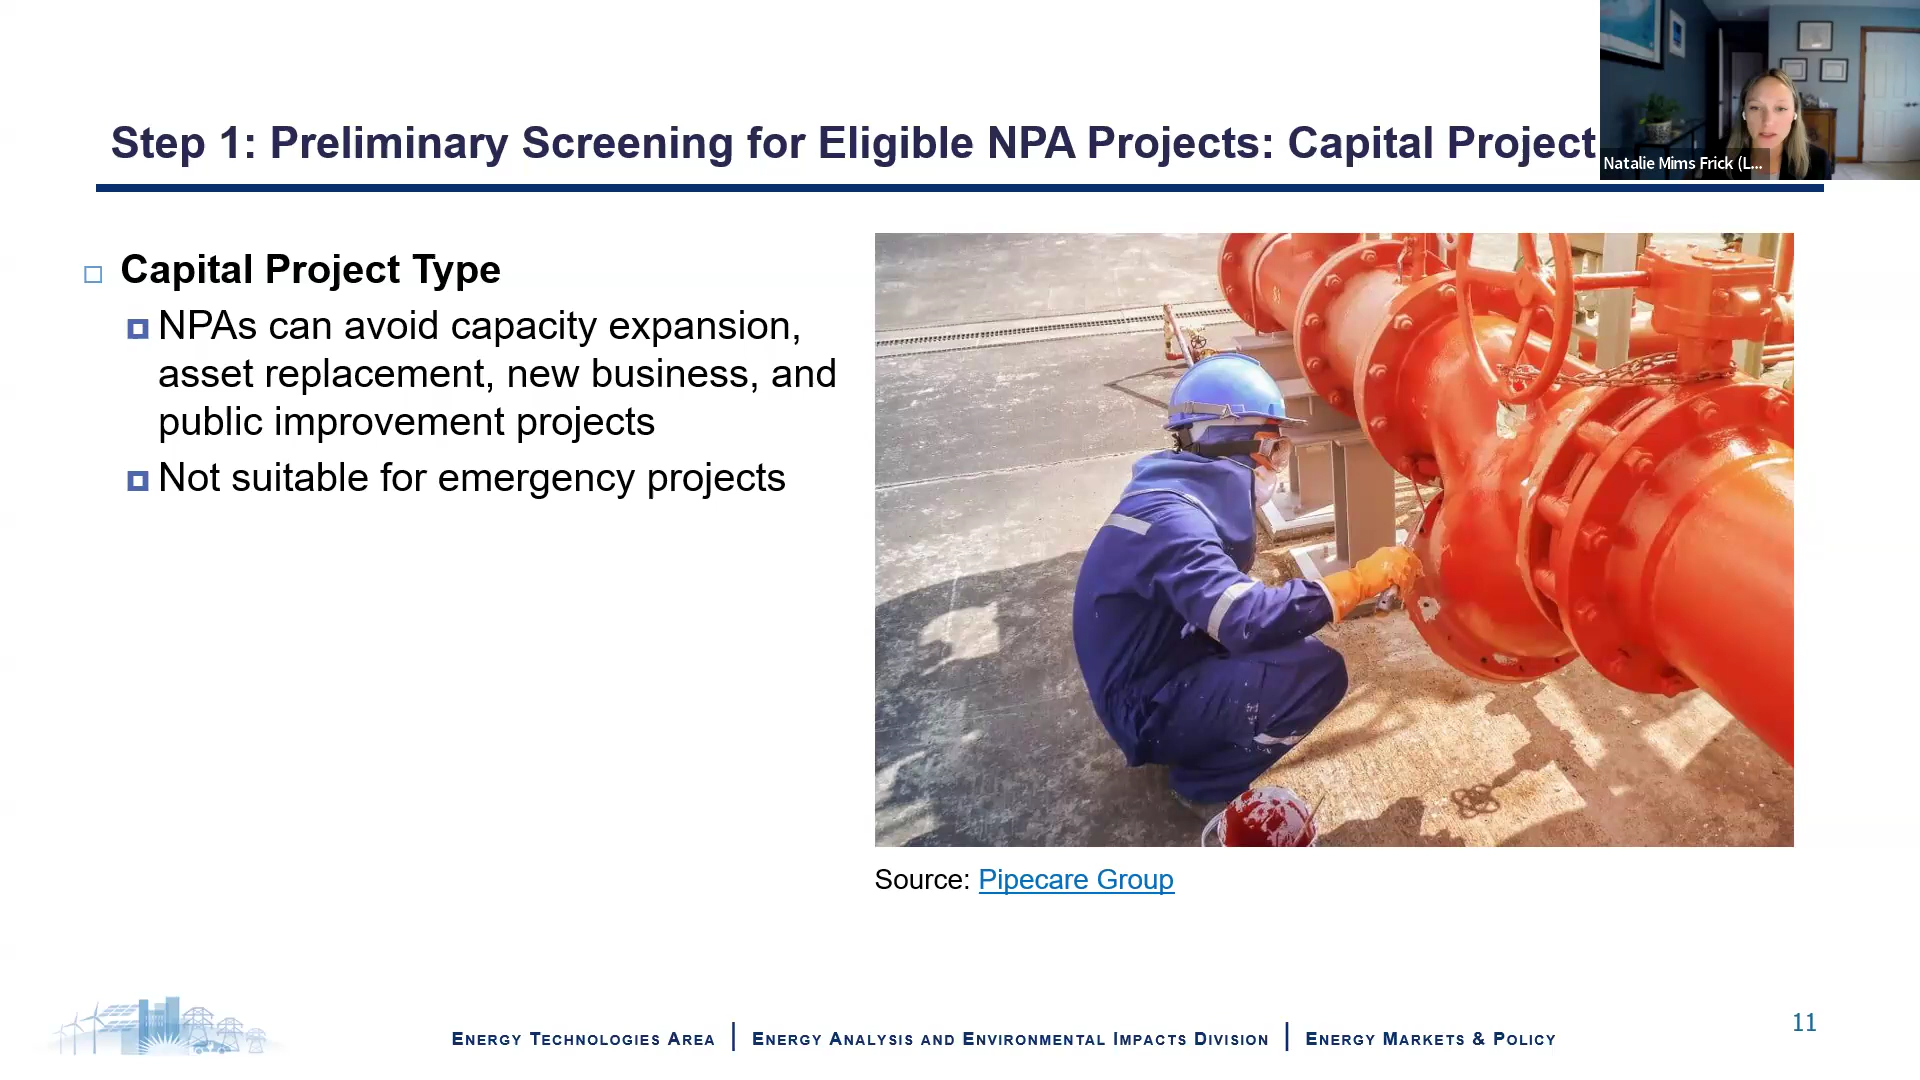 Step 1: Preliminary Screening for Eligible NPA Projects: Capital Project
Natalie Mims Frick (L...
Capital Project Type
NPAs can avoid capacity expansion,
asset replacement, new business, and
public improvement projects
Not suitable for emergency projects
Source: Pipecare Group
ENERGY TECHNOLOGIES AREA | ENERGY ANALYSIS AND ENVIRONMENTAL IMPACTS DIVISION | ENERGY MARKETS & POLICY
11